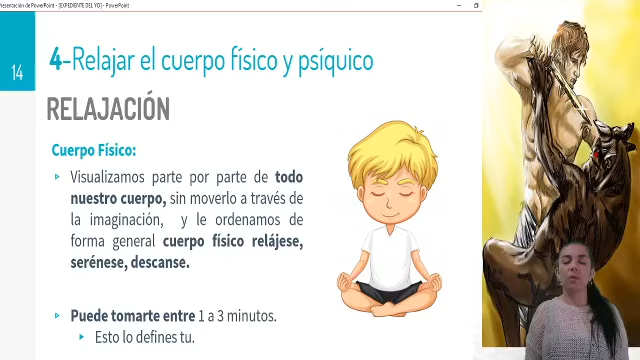 Presentación de PowerPoint - [EXPEDIENTE DEL YO] - PowerPoint
14
4-Relajar el cuerpo físico y psíquico
RELAJACIÓN
Cuerpo Físico:
Visualizamos parte por parte de todo
nuestro cuerpo, sin moverlo a través de
la imaginación, y le ordenamos de
forma general cuerpo físico relájese,
serénese, descanse.
Puede tomarte entre 1 a 3 minutos.
Esto lo defines tu.